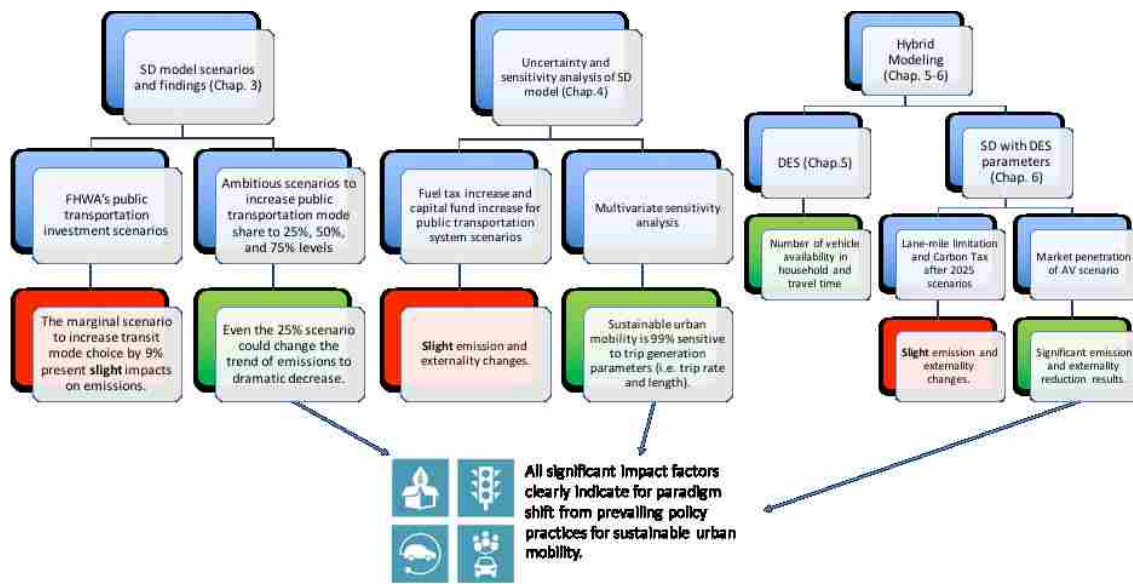 SD model scenarios
and findings (Chap. 3)
FHWA's public
transportation
investment scenarios
Ambitious scenarios to
increase public
transportation mode
share to 25%, 50%,
and 75% levels
The marginal scenario
to increase transit
mode choice by 9%
present slight impacts
on emissions.
Even the 25% scenario
could change the
trend of emissions to
dramatic decrease.
Uncertainty and
sensitivity analysis of SD
model (Chap.4)
Fuel tax increase and
capital fund increase for
public transportation
system scenarios
Multivariate sensitivity
analysis
Slight emission and
externality changes.
Sustainable urban
mobility is 99% sensitive
to trip generation
parameters (i.e. trip rate
and length).
Hybrid
Modeling
(Chap. 5-6)
DES (Chap.5)
SD with DES
parameters
(Chap. 6)
Number of vehicle
availability in
household and
travel time
Lane-mile limitation
and Carbon Tax
after 2025
scenarios
Market penetration
of AV scenario
Slight emission and
externality
changes.
Significant emission
and externality
reduction results.
All significant impact factors
clearly indicate for paradigm
shift from prevailing policy
practices for sustainable urban
mobility.